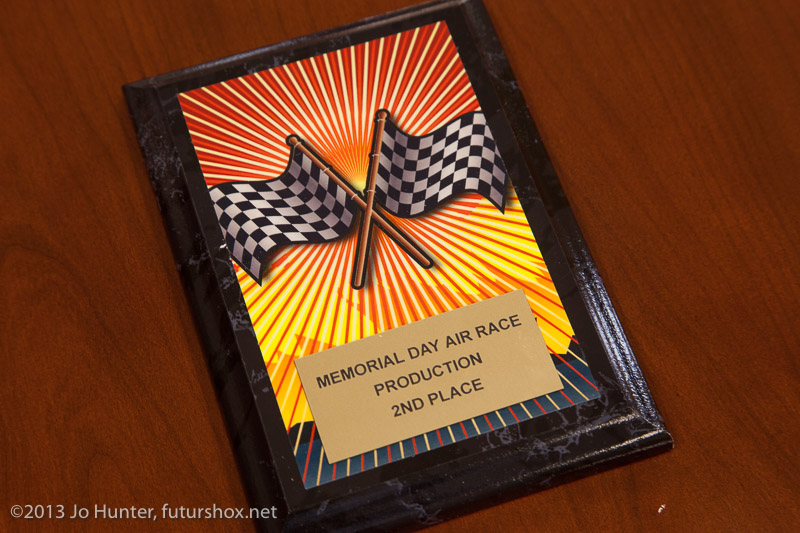 MEMORIAL DAY AIR RACE
PRODUCTION
2ND PLACE
©2013 Jo Hunter, futurshox.net